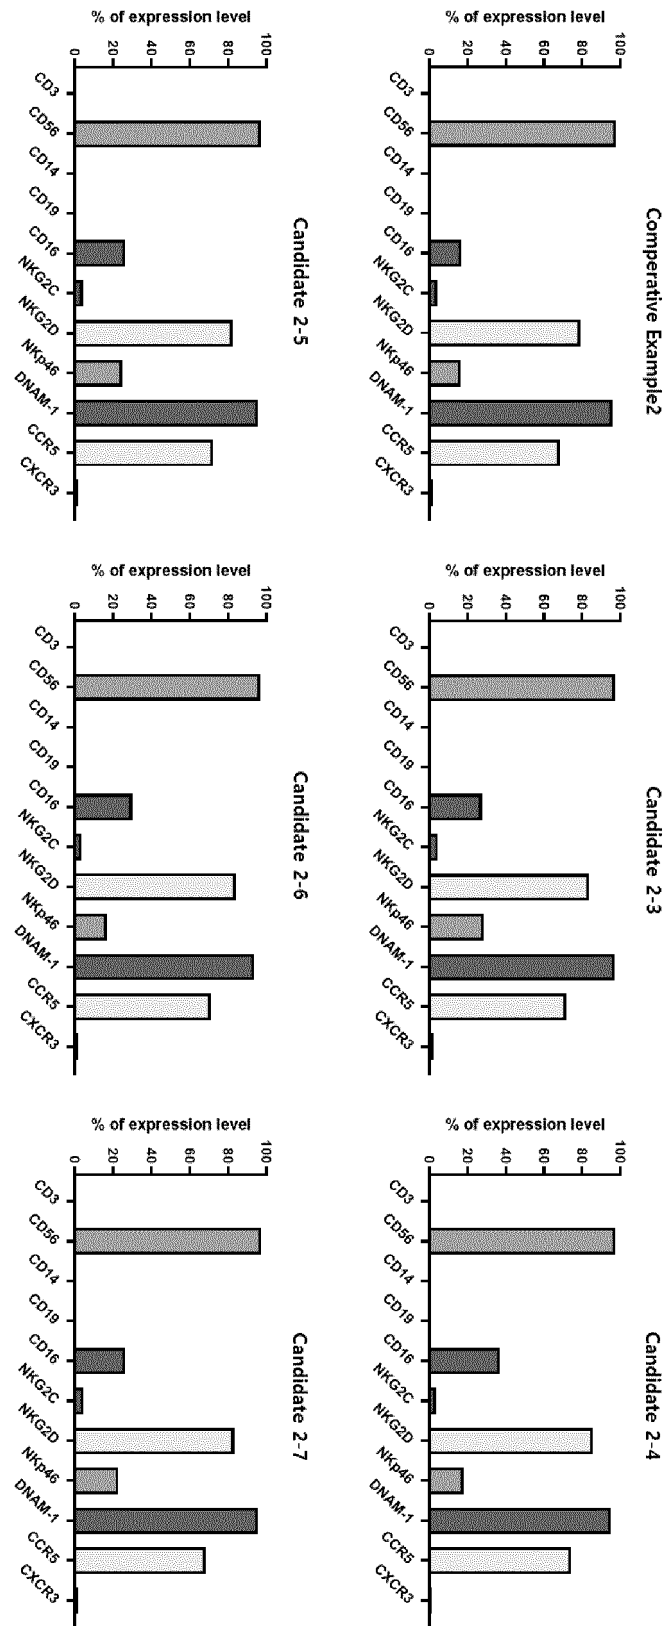 Comperative Example2
% of expression level
100
80
60
40
20
0
CD3
CD56
CD14
CD19
CD16
NKG2C
NKG2D
NKp46
DNAM-1
CCR5
CXCR3
Candidate 2-3
% of expression level
100
80
60
40
20
0
CD3
CD56
CD14
CD19
CD16
NKG2C
NKG2D
NKp46
DNAM-1
CCR5
CXCR3
Candidate 2-4
% of expression level
100
80
60
40
20
0
CD3
CD56
CD14
CD19
CD16
NKG2C
NKG2D
NKp46
DNAM-1
CCR5
CXCR3
Candidate 2-5
% of expression level
100
80
60
40
20
0
CD3
CD56
CD14
CD19
CD16
NKG2C
NKG2D
NKp46
DNAM-1
CCR5
CXCR3
Candidate 2-6
% of expression level
100
80
60
40
20
0
CD3
CD56
CD14
CD19
CD16
NKG2C
NKG2D
NKp46
DNAM-1
CCR5
CXCR3
Candidate 2-7
% of expression level
100
80
60
40
20
0
CD3
CD56
CD14
CD19
CD16
NKG2C
NKG2D
NKp46
DNAM-1
CCR5
CXCR3